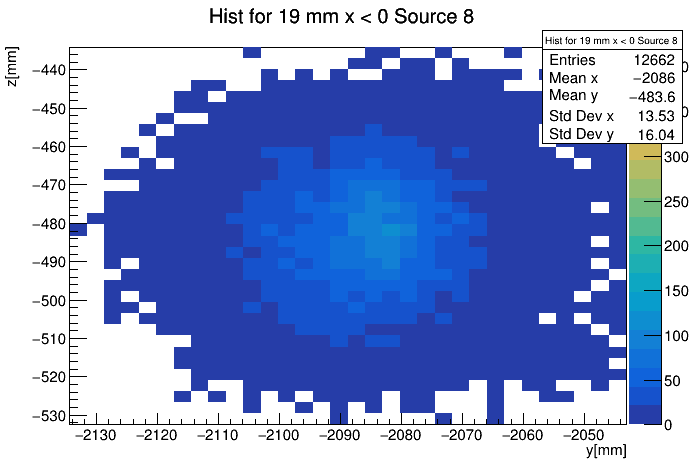 Hist for 19 mm x < 0 Source 8
Hist for 19 mm x < 0 Source 8
Entries 12662
Mean x −2086
Mean y −483.6
Std Dev x 13.53
Std Dev y 16.04
z[mm]
−440
−450
−460
−470
−480
−490
−500
−510
−520
−530
−2130 −2120 −2110 −2100 −2090 −2080 −2070 −2060 −2050
y[mm]
300
250
200
150
100
50
0